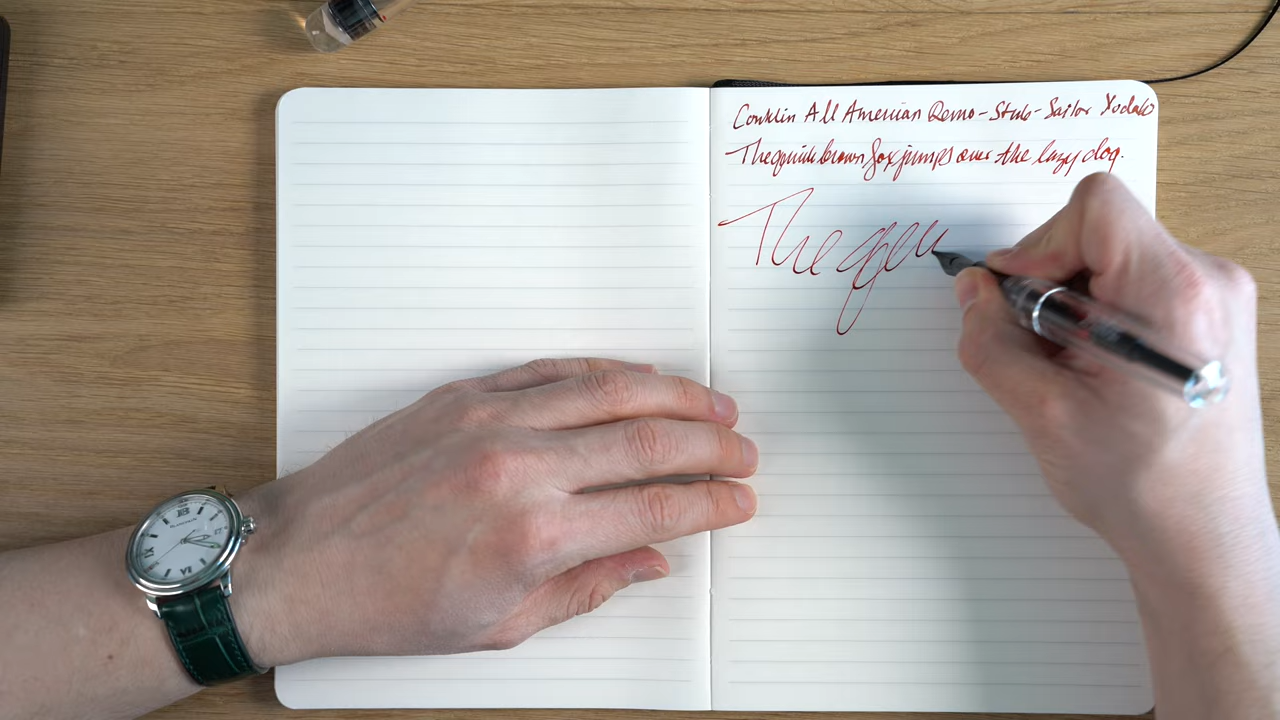 Conklin All American Demo - Stub - Sailor Yodaki
The quick brown fox jumps over the lazy dog.
The qu